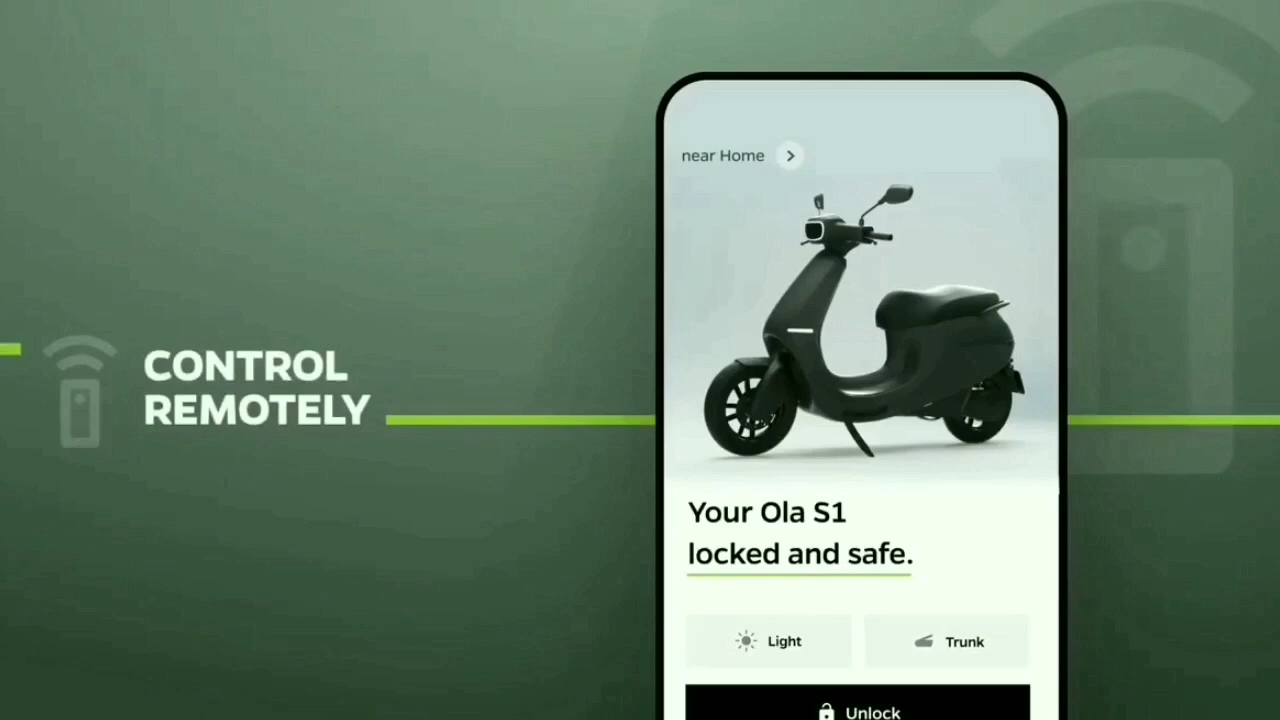 CONTROL
REMOTELY
near Home
Your Ola S1
locked and safe.
Light
Trunk
Unlock